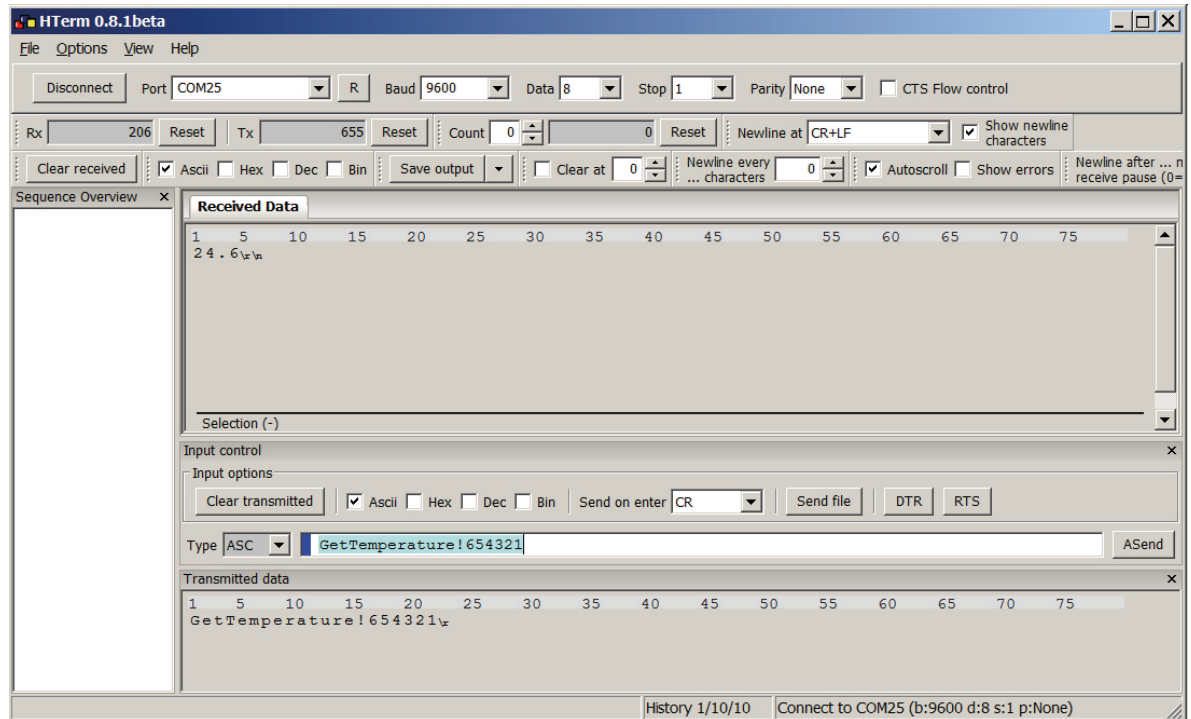 HTerm 0.8.1beta
File Options View Help
Disconnect Port COM25 R Baud 9600 Data 8 Stop 1 Parity None CTS Flow control
Rx 206 Reset Tx 655 Reset Count 0 0 Reset Newline at CR+LF Show newline characters
Clear received Ascii Hex Dec Bin Save output Clear at 0 Newline every ... characters 0 Autoscroll Show errors Newline after ... n receive pause (0=
Sequence Overview x
Received Data
1 5 10 15 20 25 30 35 40 45 50 55 60 65 70 75
24.6\r\n
Selection (-)
Input control x
Input options
Clear transmitted Ascii Hex Dec Bin Send on enter CR Send file DTR RTS
Type ASC GetTemperature!654321 ASend
Transmitted data x
1 5 10 15 20 25 30 35 40 45 50 55 60 65 70 75
GetTemperature!654321\r
History 1/10/10 Connect to COM25 (b:9600 d:8 s:1 p:None)